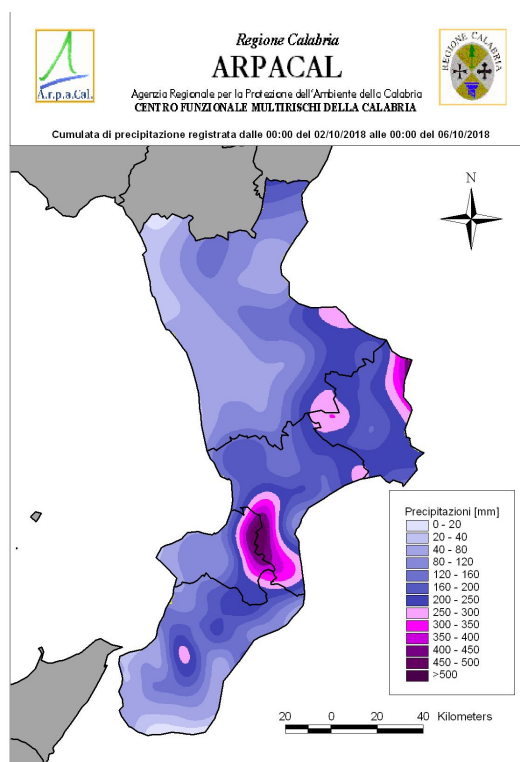 Regione Calabria
ARPACAL
Agenzia Regionale per la Protezione dell'Ambiente della Calabria
CENTRO FUNZIONALE MULTIRISCHI DELLA CALABRIA
A.r.p.a.Cal.
REGIONE CALABRIA
Cumulata di precipitazione registrata dalle 00:00 del 02/10/2018 alle 00:00 del 06/10/2018
N
Precipitazioni [mm]
0 - 20
20 - 40
40 - 80
80 - 120
120 - 160
160 - 200
200 - 250
250 - 300
300 - 350
350 - 400
400 - 450
450 - 500
>500
20 0 20 40 Kilometers